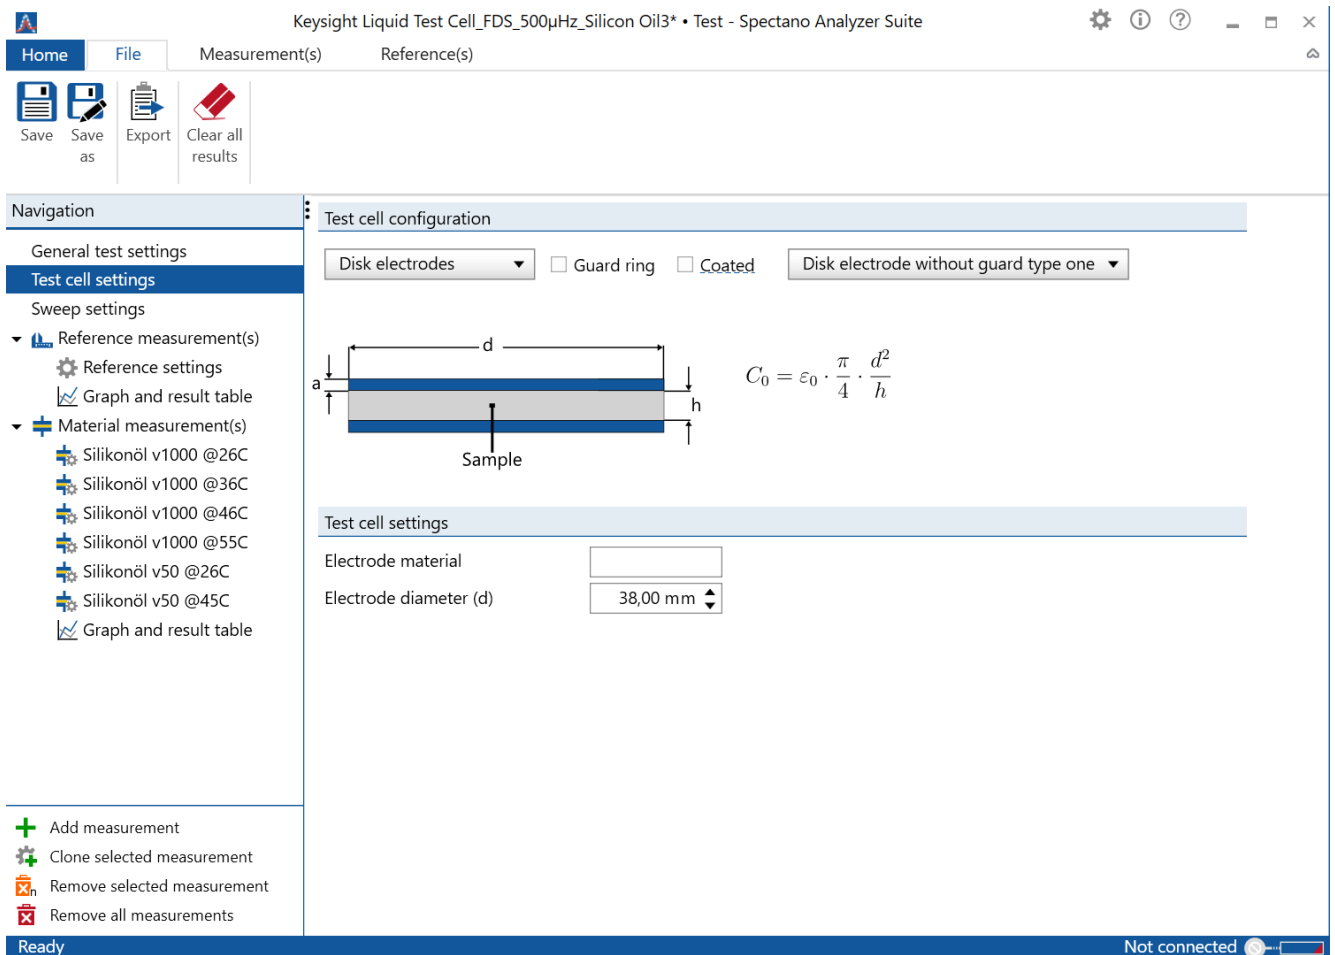 Keysight Liquid Test Cell_FDS_500µHz_Silicon Oil3* • Test - Spectano Analyzer Suite
Home File Measurement(s) Reference(s)
Save Save as Export Clear all results
Navigation
General test settings
Test cell settings
Sweep settings
Reference measurement(s)
Reference settings
Graph and result table
Material measurement(s)
Silikonöl v1000 @26C
Silikonöl v1000 @36C
Silikonöl v1000 @46C
Silikonöl v1000 @55C
Silikonöl v50 @26C
Silikonöl v50 @45C
Graph and result table
Add measurement
Clone selected measurement
Remove selected measurement
Remove all measurements
Test cell configuration
Disk electrodes Guard ring Coated Disk electrode without guard type one
d
a
h
Sample
C₀ = ε₀ · π/4 · d²/h
Test cell settings
Electrode material
Electrode diameter (d) 38,00 mm
Ready Not connected